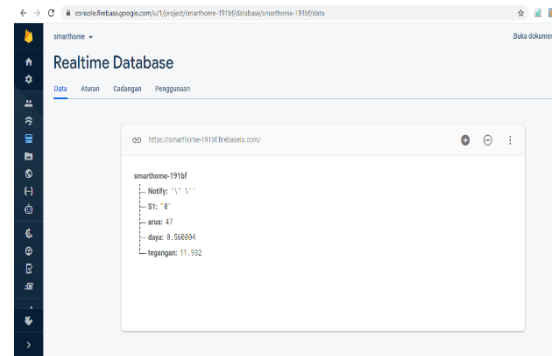 console.firebase.google.com/u/1/project/smarthome-191bf/database/smarthome-191bf/data
smarthome
Buka dokumen
Realtime Database
Data Aturan Cadangan Penggunaan
https://smarthome-191bf.firebaseio.com/
smarthome-191bf
Notify: "\" \""
S1: "0"
arus: 47
daya: 0.560804
tegangan: 11.932